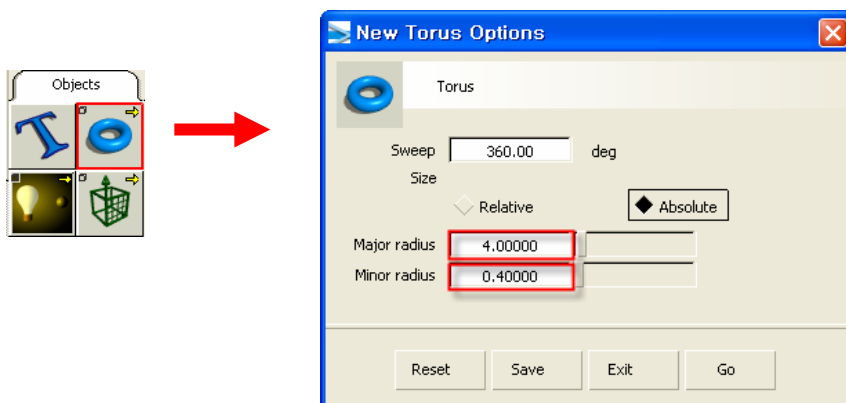 Objects
New Torus Options
Torus
Sweep 360.00 deg
Size
Relative Absolute
Major radius 4.00000
Minor radius 0.40000
Reset Save Exit Go